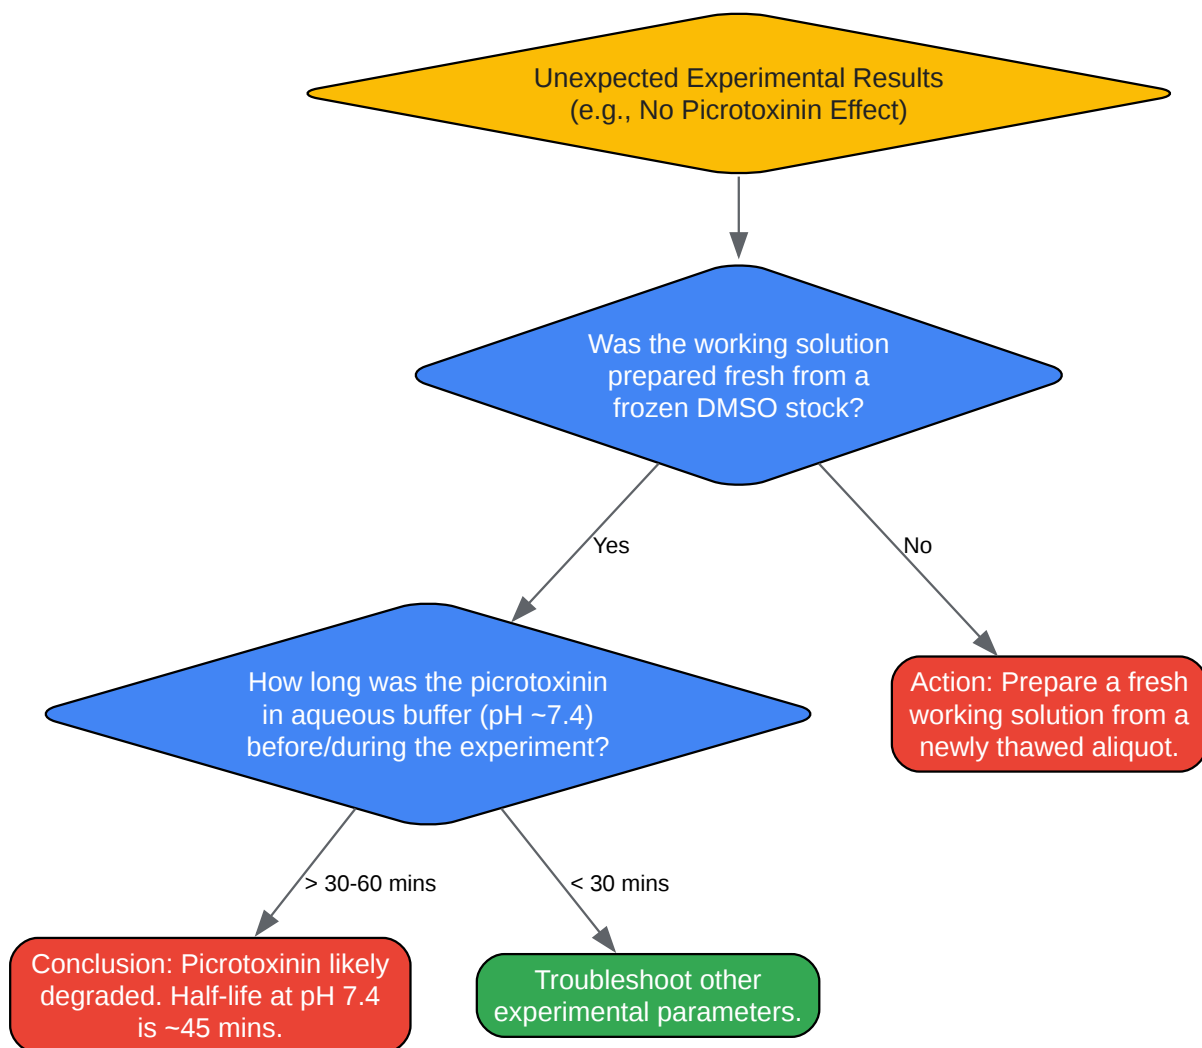 Unexpected Experimental Results
(e.g., No Picrotoxinin Effect)
Was the working solution
prepared fresh from a
frozen DMSO stock?
Yes
No
How long was the picrotoxinin
in aqueous buffer (pH ~7.4)
before/during the experiment?
Action: Prepare a fresh
working solution from a
newly thawed aliquot.
> 30-60 mins
< 30 mins
Conclusion: Picrotoxinin likely
degraded. Half-life at pH 7.4
is ~45 mins.
Troubleshoot other
experimental parameters.